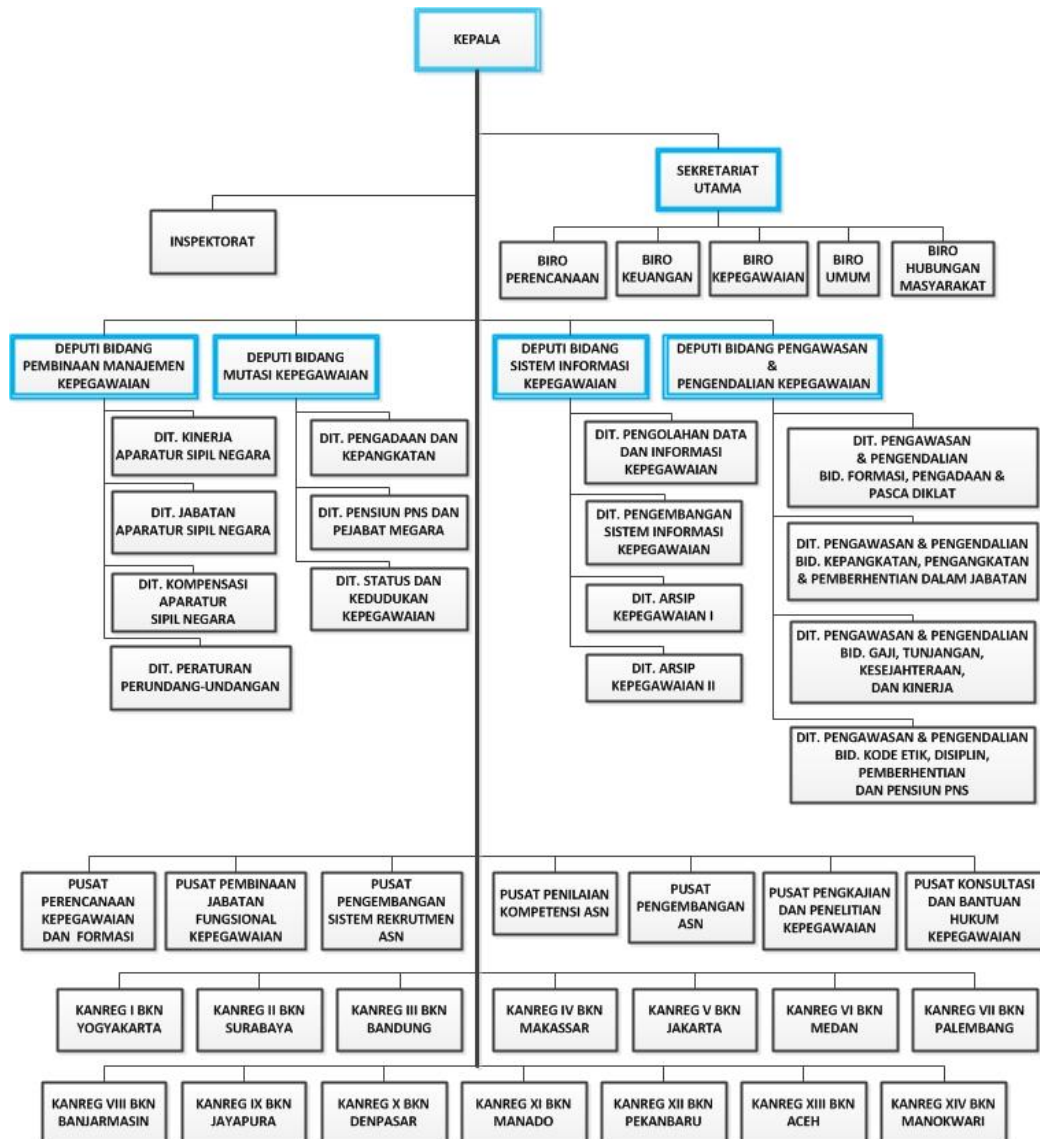 KEPALA
SEKRETARIAT
UTAMA
INSPEKTORAT
BIRO
PERENCANAAN
BIRO
KEUANGAN
BIRO
KEPEGAWAIAN
BIRO
UMUM
BIRO
HUBUNGAN
MASYARAKAT
DEPUTI BIDANG
PEMBINAAN MANAJEMEN
KEPEGAWAIAN
DEPUTI BIDANG
MUTASI KEPEGAWAIAN
DEPUTI BIDANG
SISTEM INFORMASI
KEPEGAWAIAN
DEPUTI BIDANG PENGAWASAN
&
PENGENDALIAN KEPEGAWAIAN
DIT. KINERJA
APARATUR SIPIL NEGARA
DIT. JABATAN
APARATUR SIPIL NEGARA
DIT. KOMPENSASI
APARATUR
SIPIL NEGARA
DIT. PERATURAN
PERUNDANG-UNDANGAN
DIT. PENGADAAN DAN
KEPANGKATAN
DIT. PENSIUN PNS DAN
PEJABAT MEGARA
DIT. STATUS DAN
KEDUDUKAN
KEPEGAWAIAN
DIT. PENGOLAHAN DATA
DAN INFORMASI
KEPEGAWAIAN
DIT. PENGEMBANGAN
SISTEM INFORMASI
KEPEGAWAIAN
DIT. ARSIP
KEPEGAWAIAN I
DIT. ARSIP
KEPEGAWAIAN II
DIT. PENGAWASAN
& PENGENDALIAN
BID. FORMASI, PENGADAAN &
PASCA DIKLAT
DIT. PENGAWASAN & PENGENDALIAN
BID. KEPANGKATAN, PENGANGKATAN
& PEMBERHENTIAN DALAM JABATAN
DIT. PENGAWASAN & PENGENDALIAN
BID. GAJI, TUNJANGAN,
KESEJAHTERAAN,
DAN KINERJA
DIT. PENGAWASAN & PENGENDALIAN
BID. KODE ETIK, DISIPLIN,
PEMBERHENTIAN
DAN PENSIUN PNS
PUSAT
PERENCANAAN
KEPEGAWAIAN
DAN FORMASI
PUSAT PEMBINAAN
JABATAN
FUNGSIONAL
KEPEGAWAIAN
PUSAT
PENGEMBANGAN
SISTEM REKRUTMEN
ASN
PUSAT PENILAIAN
KOMPETENSI ASN
PUSAT
PENGEMBANGAN
ASN
PUSAT PENGKAJIAN
DAN PENELITIAN
KEPEGAWAIAN
PUSAT KONSULTASI
DAN BANTUAN
HUKUM
KEPEGAWAIAN
KANREG I BKN
YOGYAKARTA
KANREG II BKN
SURABAYA
KANREG III BKN
BANDUNG
KANREG IV BKN
MAKASSAR
KANREG V BKN
JAKARTA
KANREG VI BKN
MEDAN
KANREG VII BKN
PALEMBANG
KANREG VIII BKN
BANJARMASIN
KANREG IX BKN
JAYAPURA
KANREG X BKN
DENPASAR
KANREG XI BKN
MANADO
KANREG XII BKN
PEKANBARU
KANREG XIII BKN
ACEH
KANREG XIV BKN
MANOKWARI